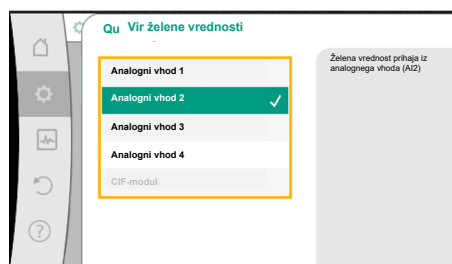 Qu Vir želene vrednosti
Analogni vhod 1
Analogni vhod 2
Analogni vhod 3
Analogni vhod 4
CIF-modul
Želena vrednost prihaja iz
analognega vhoda (AI2)